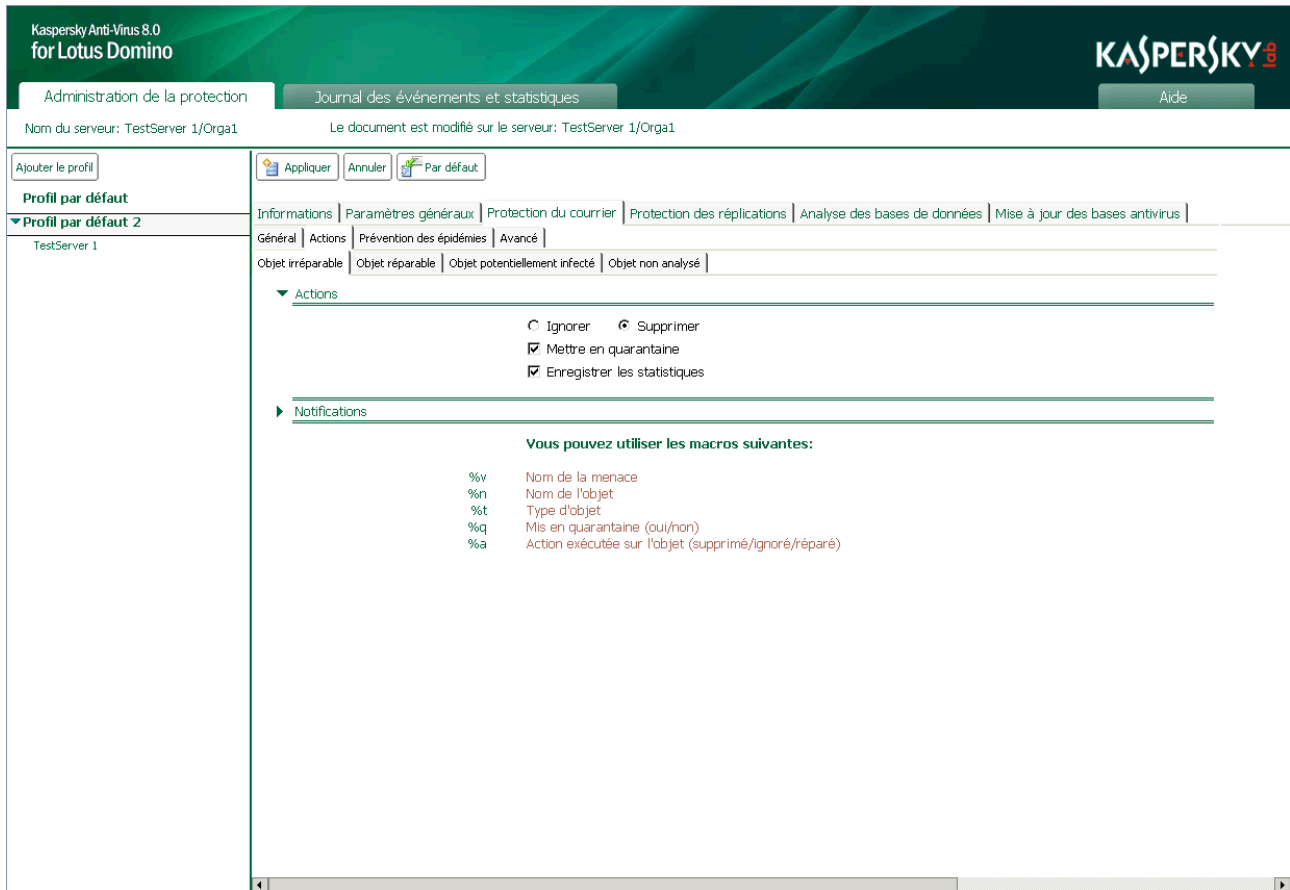 Kaspersky Anti-Virus 8.0
for Lotus Domino
KASPERSKY lab
Administration de la protection
Journal des événements et statistiques
Aide
Nom du serveur: TestServer 1/Orga1
Le document est modifié sur le serveur: TestServer 1/Orga1
Ajouter le profil
Appliquer
Annuler
Par défaut
Profil par défaut
Profil par défaut 2
TestServer 1
Informations
Paramètres généraux
Protection du courrier
Protection des réplications
Analyse des bases de données
Mise à jour des bases antivirus
Général
Actions
Prévention des épidémies
Avancé
Objet irréparable
Objet réparable
Objet potentiellement infecté
Objet non analysé
Actions
Ignorer
Supprimer
Mettre en quarantaine
Enregistrer les statistiques
Notifications
Vous pouvez utiliser les macros suivantes:
%v Nom de la menace
%n Nom de l'objet
%t Type d'objet
%q Mis en quarantaine (oui/non)
%a Action exécutée sur l'objet (supprimé/ignoré/réparé)